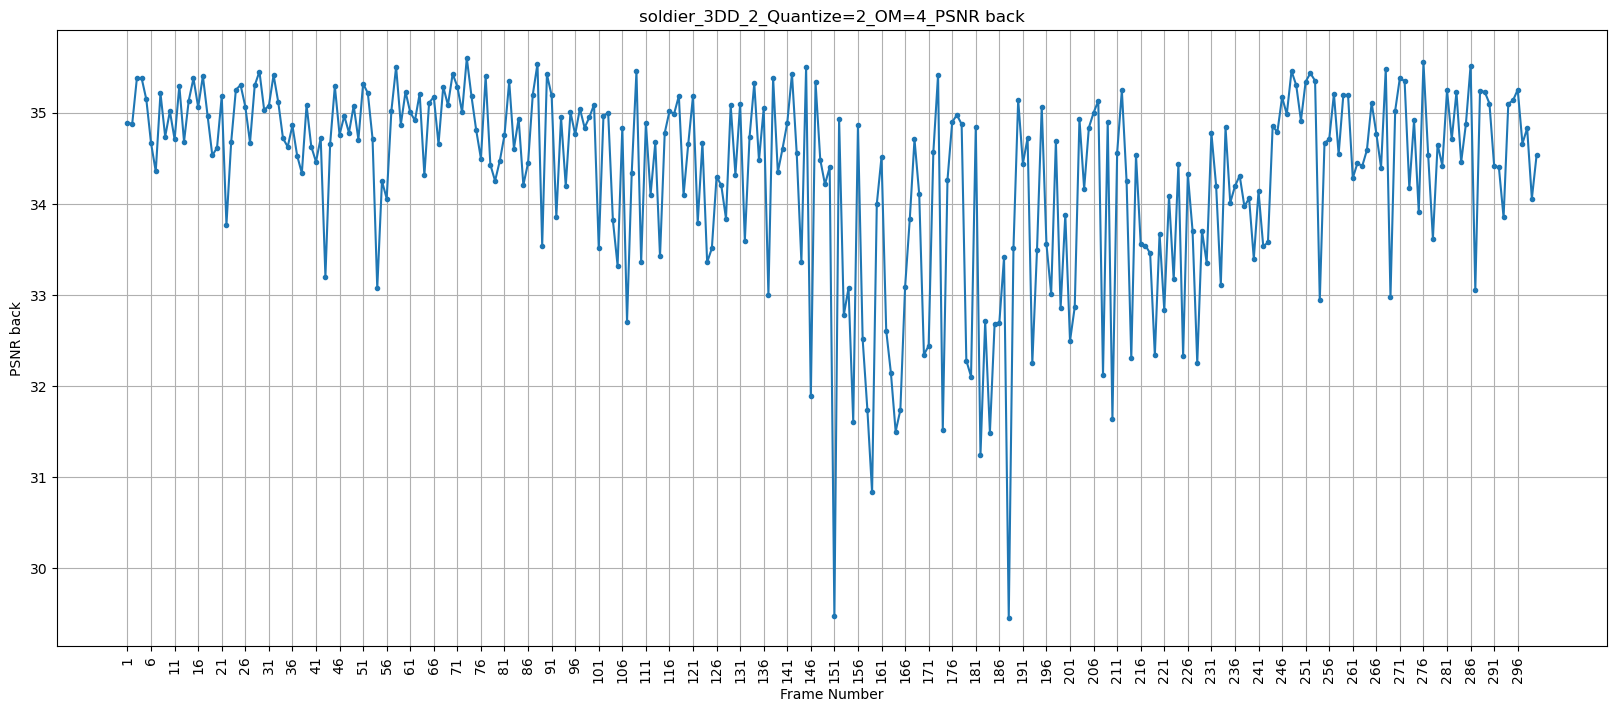 soldier_3DD_2_Quantize=2_OM=4_PSNR back
PSNR back
35
34
33
32
31
30
1 6 11 16 21 26 31 36 41 46 51 56 61 66 71 76 81 86 91 96 101 106 111 116 121 126 131 136 141 146 151 156 161 166 171 176 181 186 191 196 201 206 211 216 221 226 231 236 241 246 251 256 261 266 271 276 281 286 291 296
Frame Number